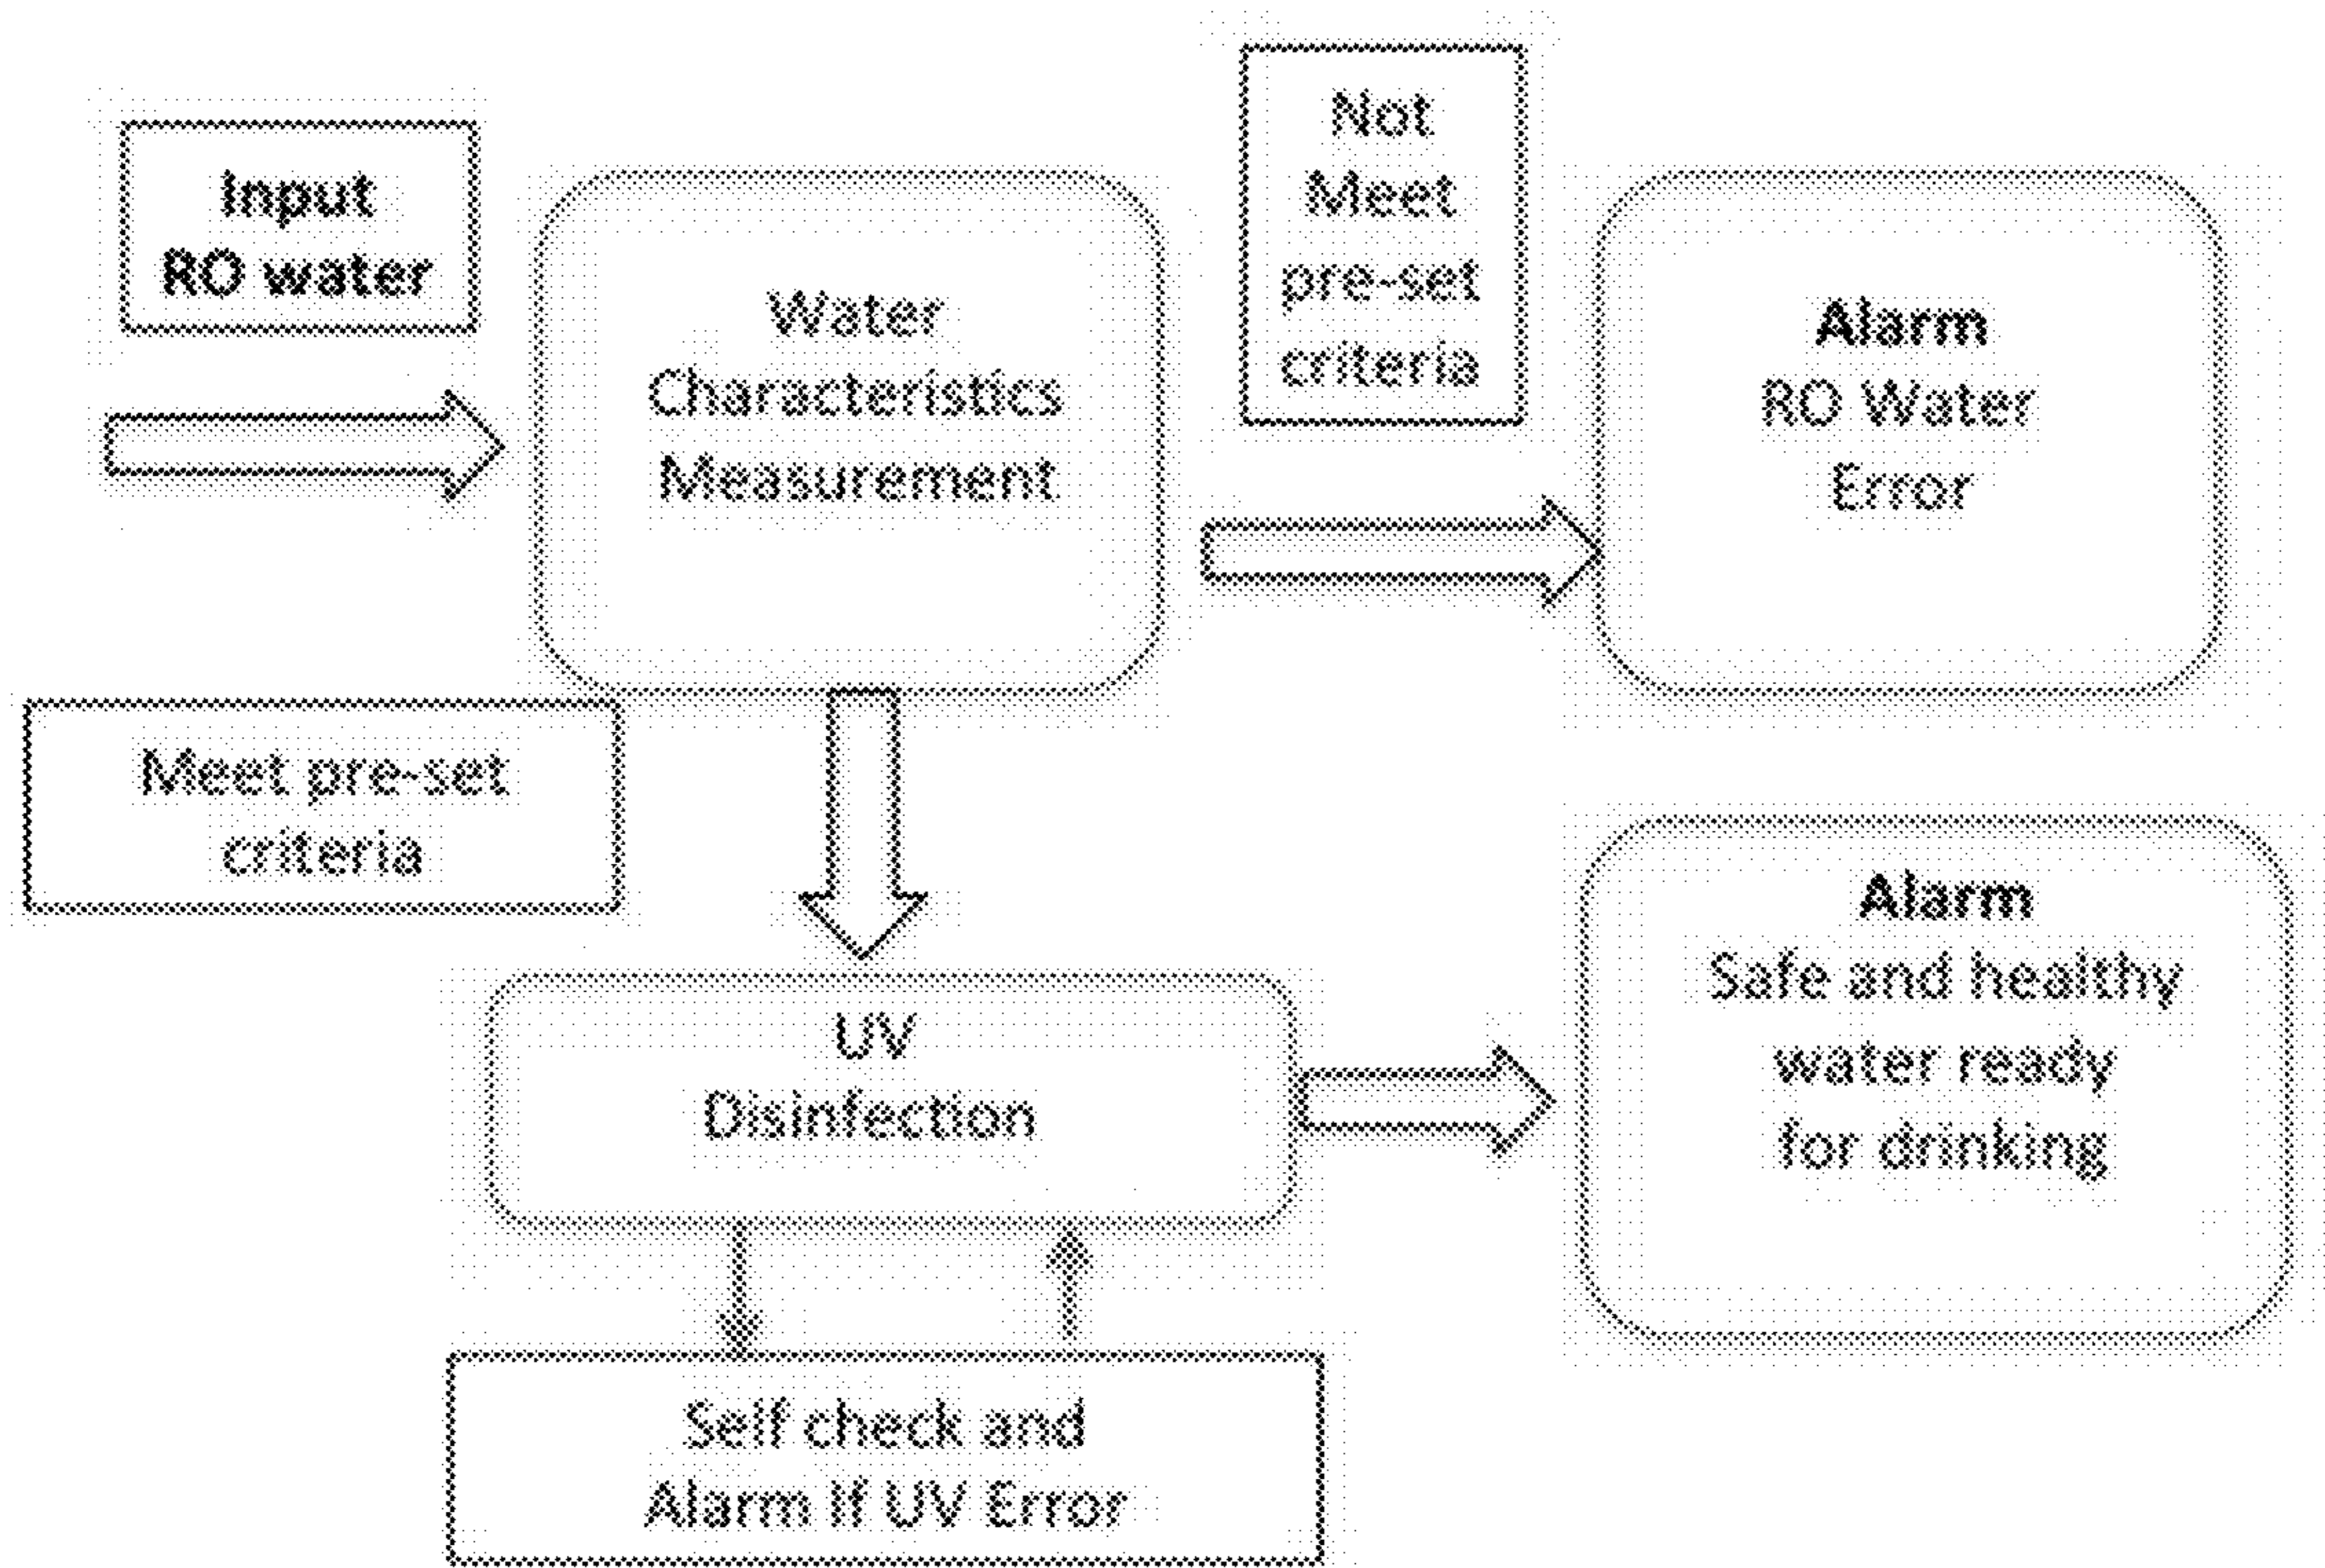 Input
RO water
Water
Characteristics
Measurement
Not
Meet
pre-set
criteria
Alarm
RO Water
Error
Meet pre-set
criteria
UV
Disinfection
Alarm
Safe and healthy
water ready
for drinking
Self check and
Alarm if UV Error